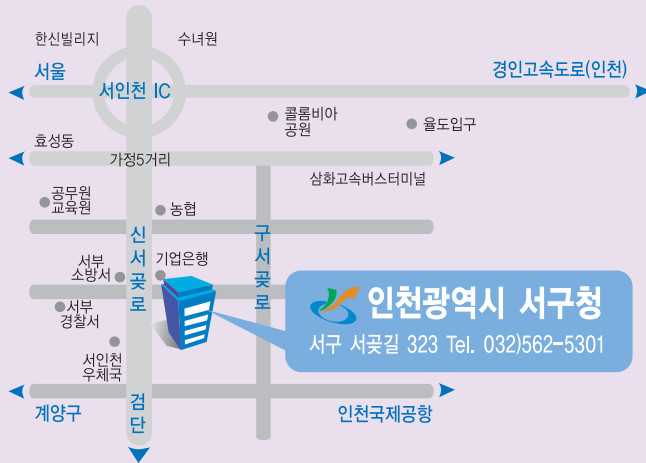 한신빌리지
수녀원
서울
경인고속도로(인천)
서인천 IC
콜롬비아
공원
율도입구
효성동
가정5거리
삼화고속버스터미널
공무원
교육원
농협
신서곶로
구서곶로
서부
소방서
기업은행
서부
경찰서
인천광역시 서구청
서구 서곶길 323 Tel. 032)562-5301
서인천
우체국
계양구
검단
인천국제공항